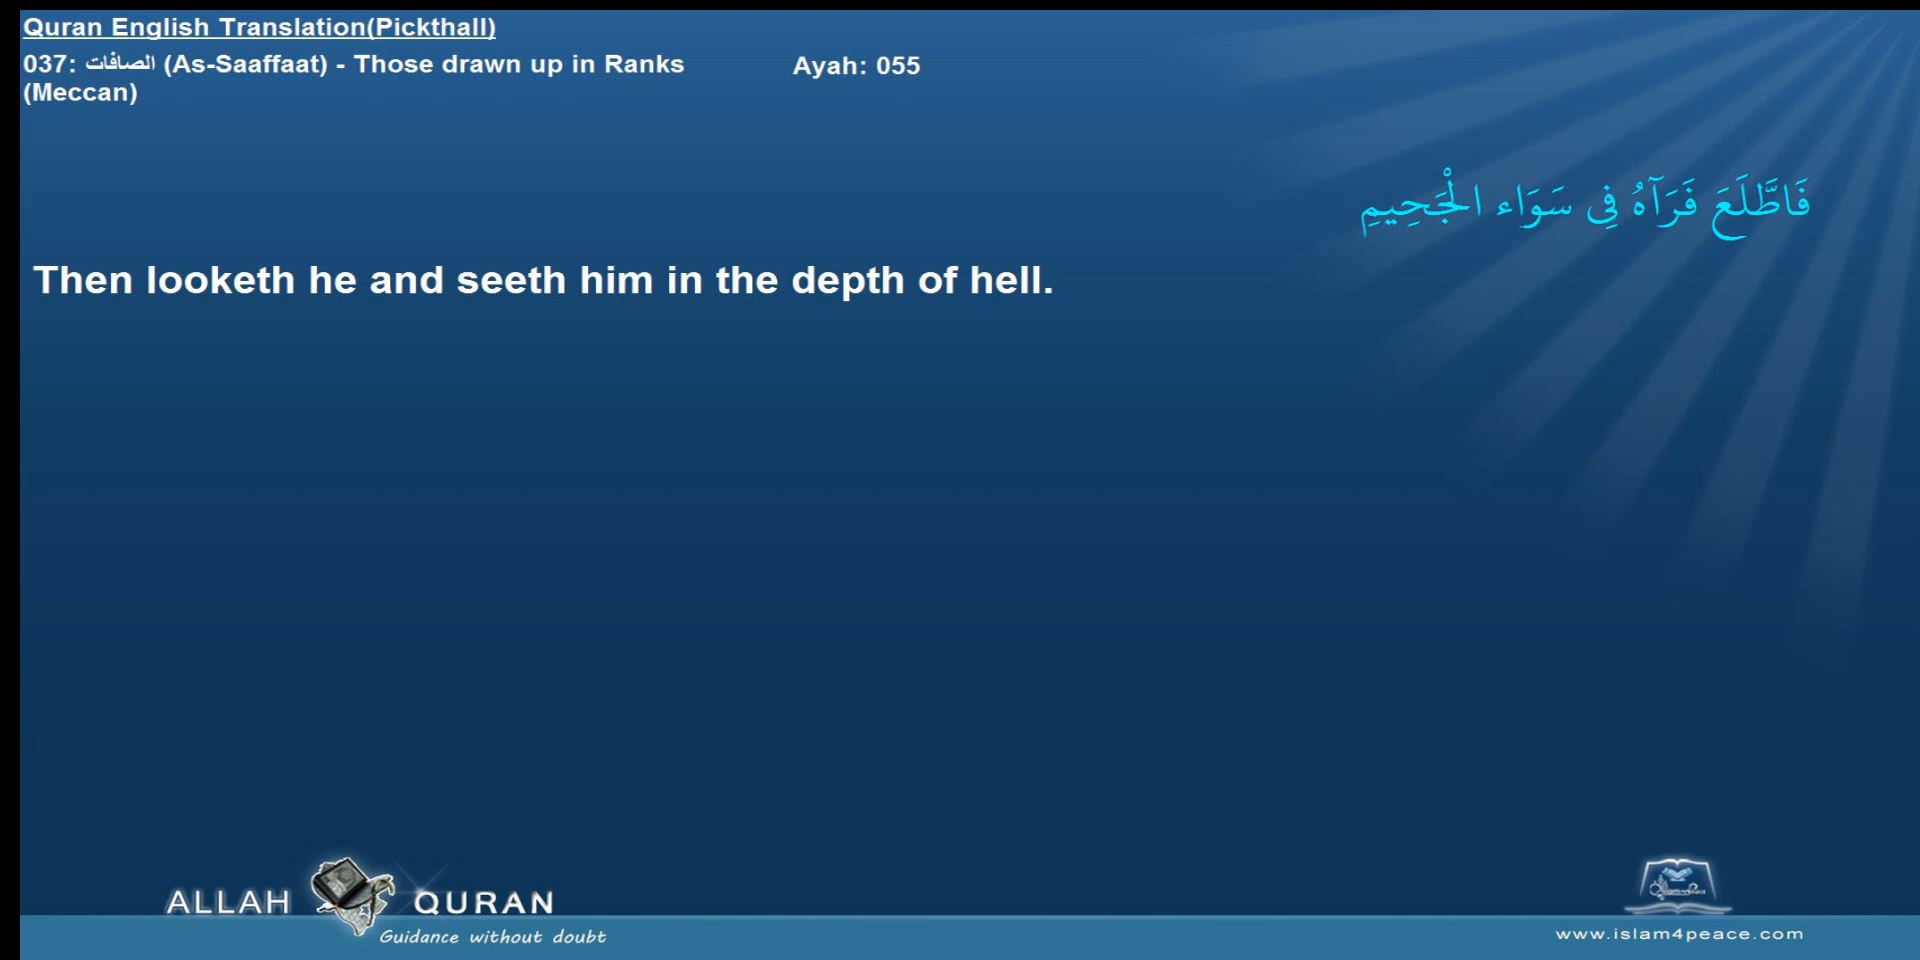 Quran English Translation(Pickthall)
037: الصافات (As-Saaffaat) - Those drawn up in Ranks
(Meccan)
Ayah: 055
فَاطَّلَعَ فَرَآهُ فِي سَوَاء الْجَحِيمِ
Then looketh he and seeth him in the depth of hell.
ALLAH QURAN
Guidance without doubt
www.islam4peace.com